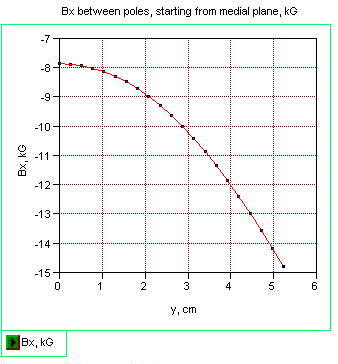 Bx between poles, starting from medial plane, kG
-7
-8
-10
-11
-12
-13
-14
-15
Bx, kG
0 1 2 3 4 5 6
y, cm
Bx, kG